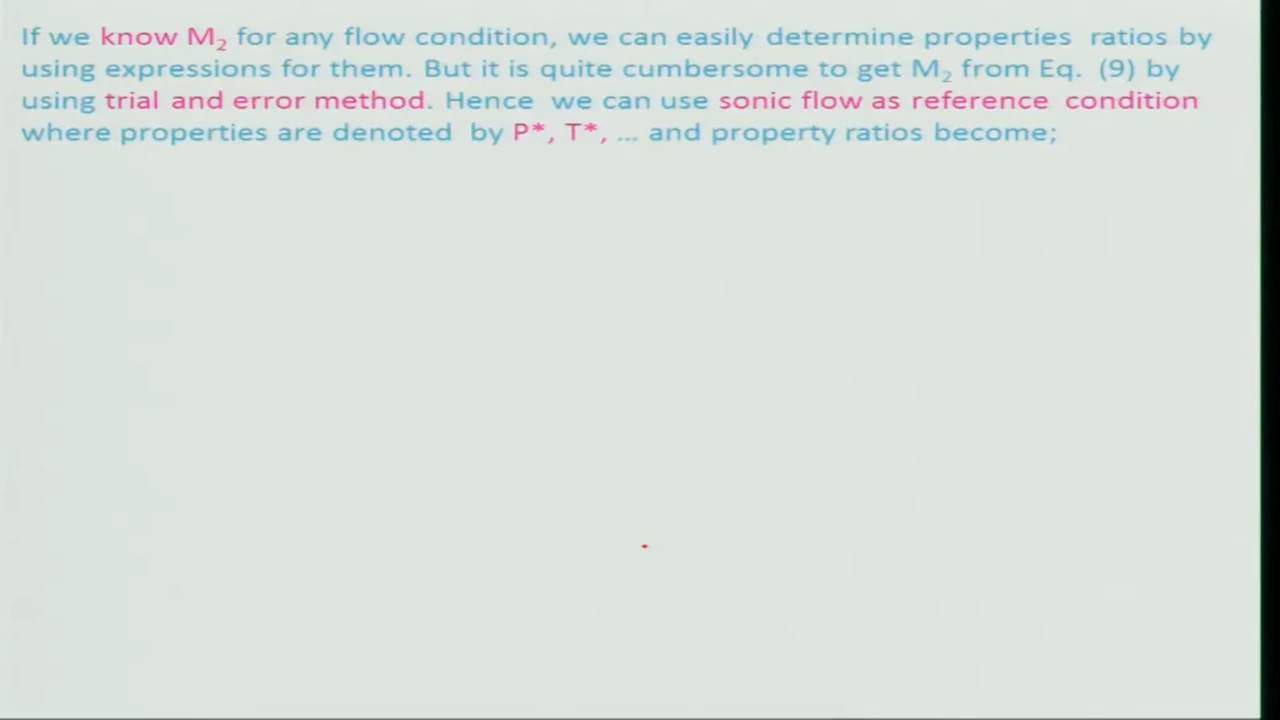 If we know M₂ for any flow condition, we can easily determine properties ratios by
using expressions for them. But it is quite cumbersome to get M₂ from Eq. (9) by
using trial and error method. Hence we can use sonic flow as reference condition
where properties are denoted by P*, T*, ... and property ratios become;